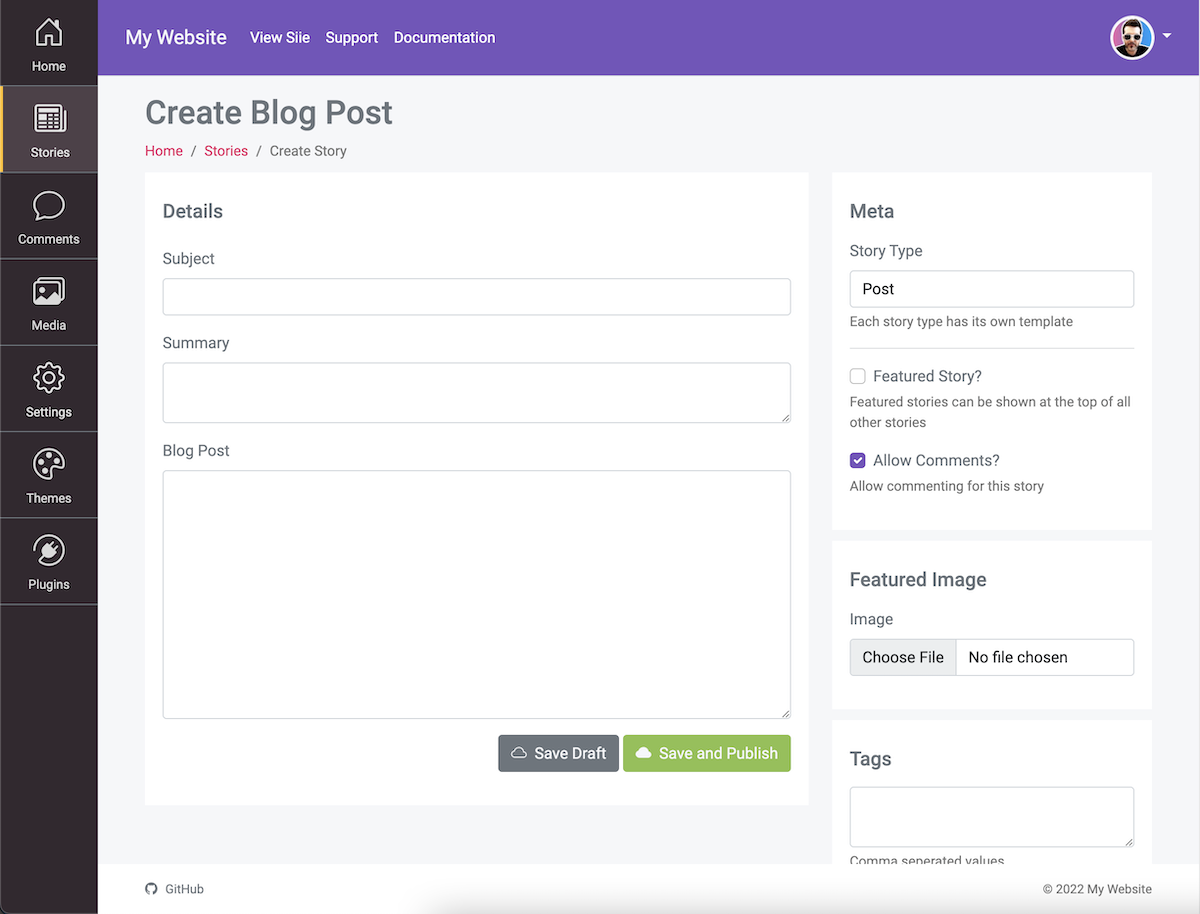 Home
Stories
Comments
Media
Settings
Themes
Plugins
My Website View Siie Support Documentation
Create Blog Post
Home / Stories / Create Story
Details
Subject
Summary
Blog Post
Save Draft
Save and Publish
Meta
Story Type
Post
Each story type has its own template
Featured Story?
Featured stories can be shown at the top of all
other stories
Allow Comments?
Allow commenting for this story
Featured Image
Image
Choose File No file chosen
Tags
Comma seperated values
GitHub
© 2022 My Website